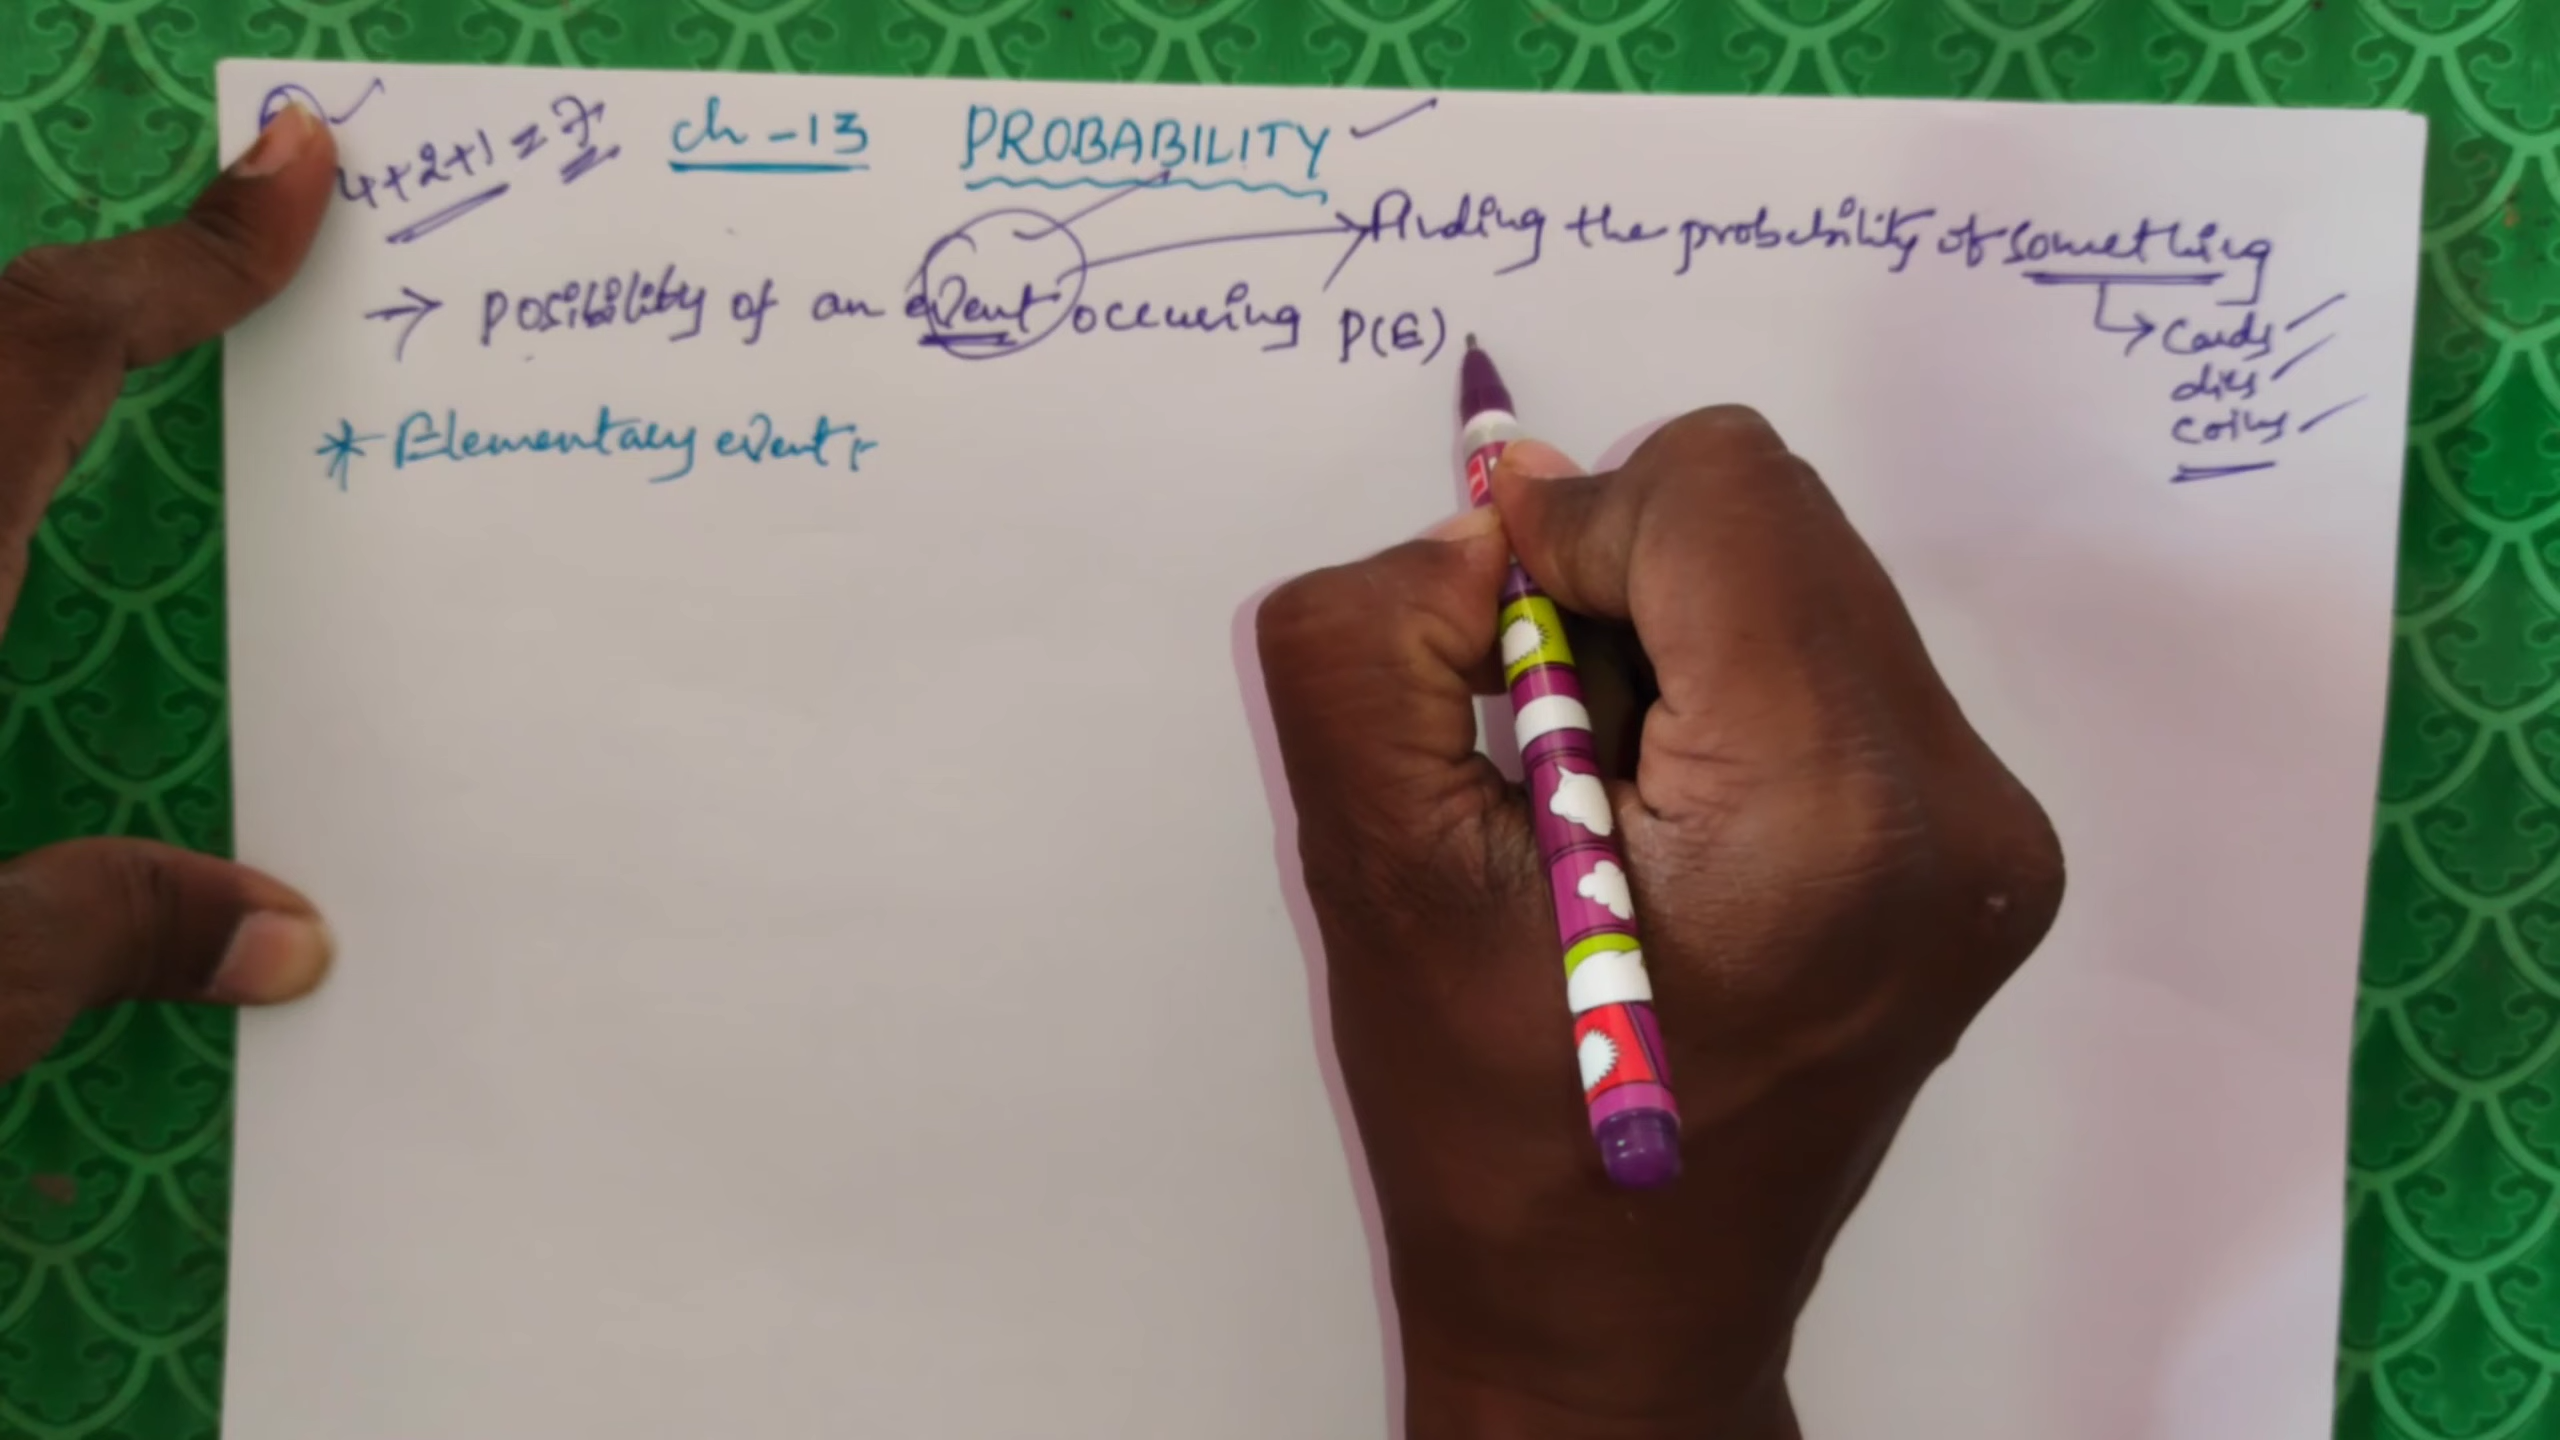 4+2+1=7
ch-13 PROBABILITY
finding the probability of something
→ posibility of an event occuring P(E)
Cards
dies
coins
* Elementary event: